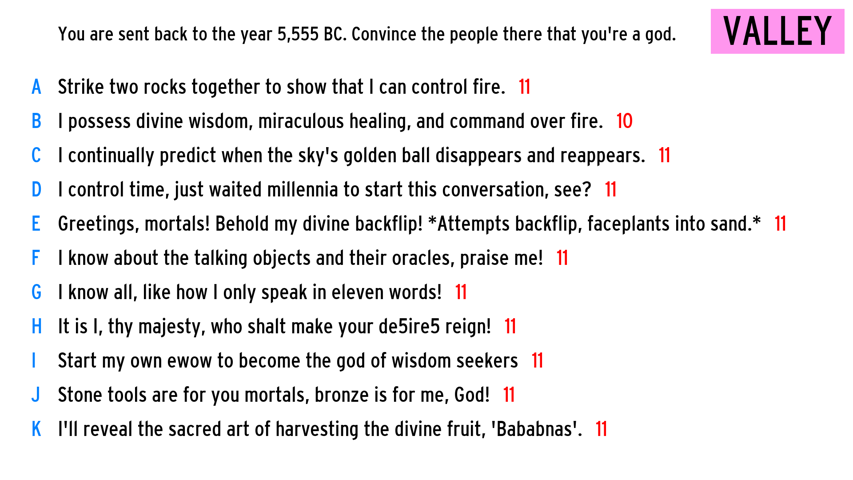 You are sent back to the year 5,555 BC. Convince the people there that you're a god.
VALLEY
A Strike two rocks together to show that I can control fire. 11
B I possess divine wisdom, miraculous healing, and command over fire. 10
C I continually predict when the sky's golden ball disappears and reappears. 11
D I control time, just waited millennia to start this conversation, see? 11
E Greetings, mortals! Behold my divine backflip! *Attempts backflip, faceplants into sand.* 11
F I know about the talking objects and their oracles, praise me! 11
G I know all, like how I only speak in eleven words! 11
H It is I, thy majesty, who shalt make your de5ire5 reign! 11
I Start my own ewow to become the god of wisdom seekers 11
J Stone tools are for you mortals, bronze is for me, God! 11
K I'll reveal the sacred art of harvesting the divine fruit, 'Bababnas'. 11